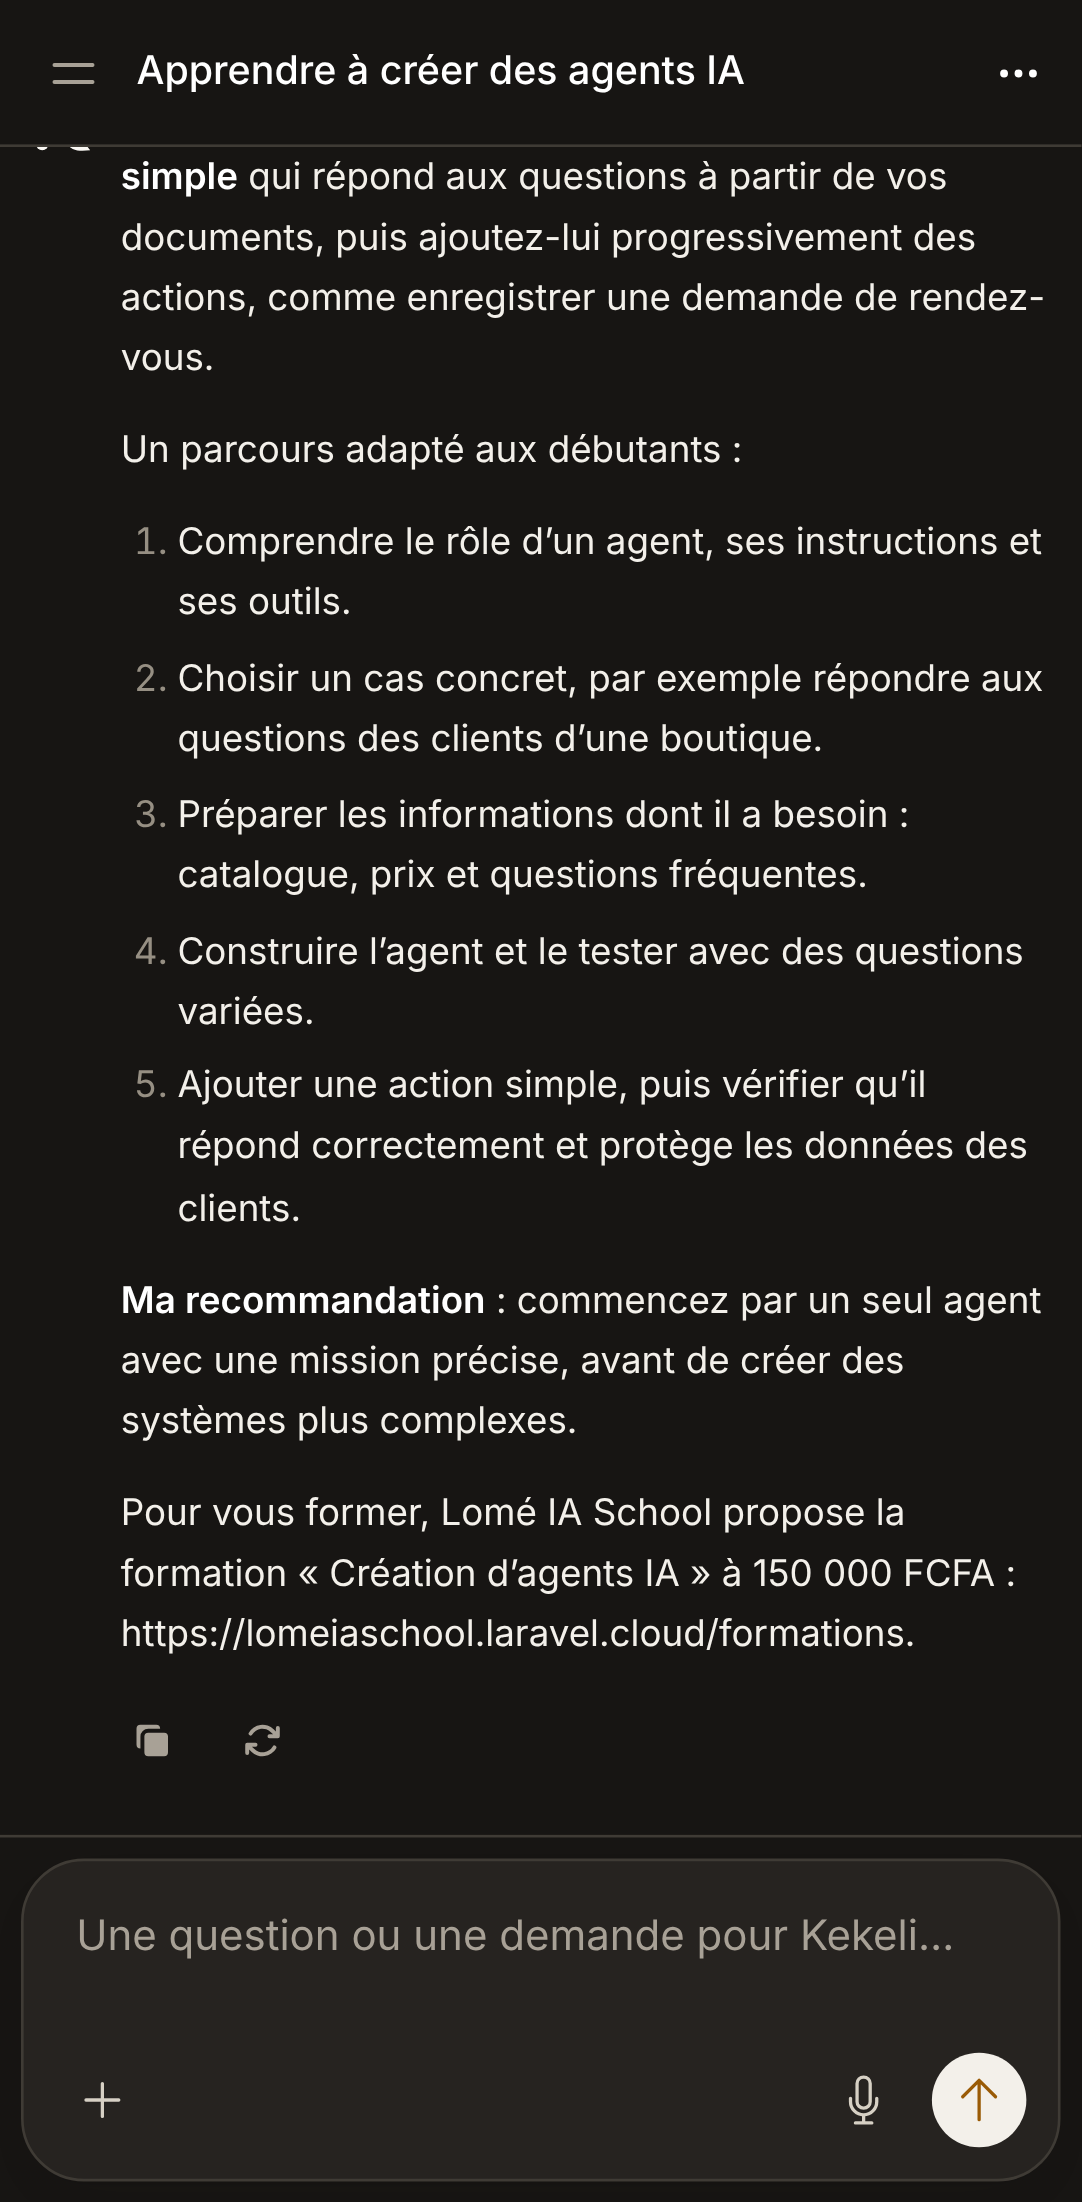 Apprendre à créer des agents IA
simple qui répond aux questions à partir de vos
documents, puis ajoutez-lui progressivement des
actions, comme enregistrer une demande de rendez-
vous.
Un parcours adapté aux débutants :
1. Comprendre le rôle d’un agent, ses instructions et
ses outils.
2. Choisir un cas concret, par exemple répondre aux
questions des clients d’une boutique.
3. Préparer les informations dont il a besoin :
catalogue, prix et questions fréquentes.
4. Construire l’agent et le tester avec des questions
variées.
5. Ajouter une action simple, puis vérifier qu’il
répond correctement et protège les données des
clients.
Ma recommandation : commencez par un seul agent
avec une mission précise, avant de créer des
systèmes plus complexes.
Pour vous former, Lomé IA School propose la
formation « Création d’agents IA » à 150 000 FCFA :
https://lomeiaschool.laravel.cloud/formations.
Une question ou une demande pour Kekeli...